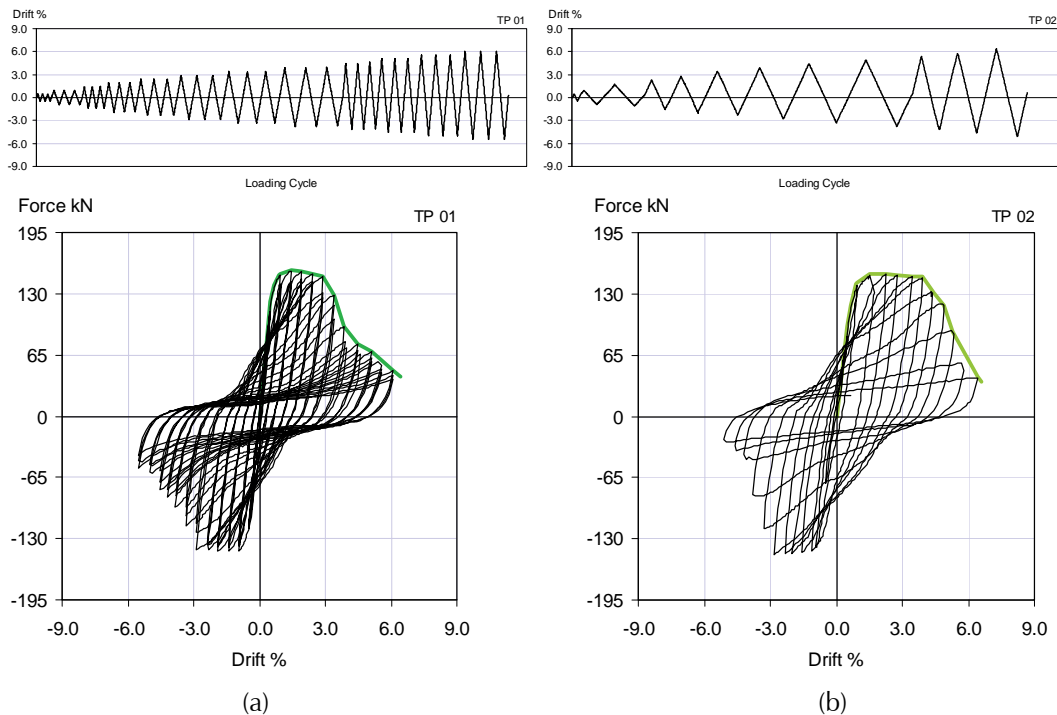 Drift %
TP 01
9.0
6.0
3.0
0.0
-3.0
-6.0
-9.0
Loading Cycle
Force kN
TP 01
195
130
65
0
-65
-130
-195
-9.0 -6.0 -3.0 0.0 3.0 6.0 9.0
Drift %
(a)
Drift %
TP 02
9.0
6.0
3.0
0.0
-3.0
-6.0
-9.0
Loading Cycle
Force kN
TP 02
195
130
65
0
-65
-130
-195
-9.0 -6.0 -3.0 0.0 3.0 6.0 9.0
Drift %
(b)